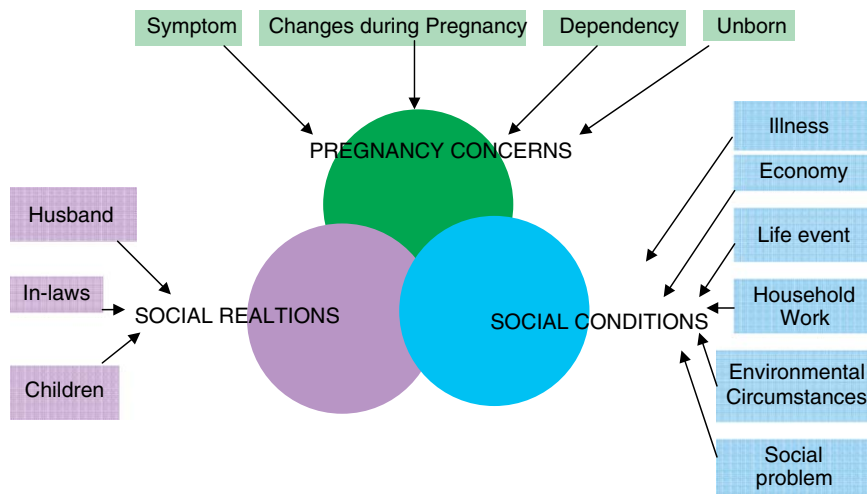 Symptom
Changes during Pregnancy
Dependency
Unborn
PREGNANCY CONCERNS
Illness
Economy
Life event
Household
Work
Environmental
Circumstances
Social
problem
SOCIAL CONDITIONS
Husband
In-laws
Children
SOCIAL REALTIONS